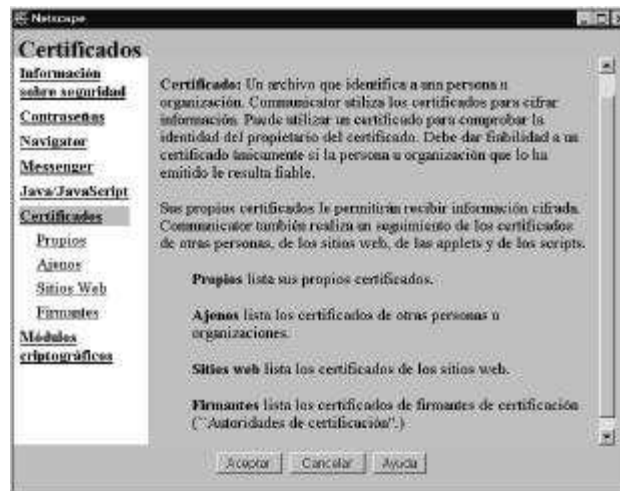 Netscape
Certificados
Información
sobre seguridad
Contraseñas
Navigator
Messenger
Java/JavaScript
Certificados
Propios
Ajenos
Sitios Web
Firmantes
Módulos
criptográficos
Certificado: Un archivo que identifica a una persona u
organización. Communicator utiliza los certificados para cifrar
información. Puede utilizar un certificado para comprobar la
identidad del propietario del certificado. Debe dar fiabilidad a un
certificado únicamente si la persona u organización que lo ha
emitido le resulta fiable.
Sus propios certificados le permitirán recibir información cifrada.
Communicator también realiza un seguimiento de los certificados
de otras personas, de los sitios web, de las applets y de los scripts.
Propios lista sus propios certificados.
Ajenos lista los certificados de otras personas u
organizaciones.
Sitios web lista los certificados de los sitios web.
Firmantes lista los certificados de firmantes de certificación
(``Autoridades de certificación''.)
Aceptar
Cancelar
Ayuda